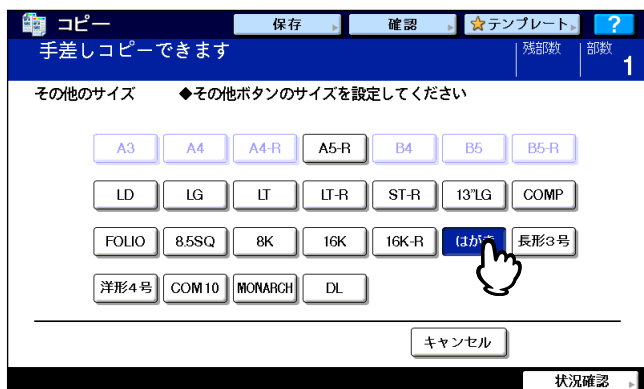 コピー 保存 確認 テンプレート ?
手差しコピーできます 残部数 部数 1
その他のサイズ ◆その他ボタンのサイズを設定してください
A3 A4 A4-R A5-R B4 B5 B5-R
LD LG LT LT-R ST-R 13"LG COMP
FOLIO 8.5SQ 8K 16K 16K-R はがき 長形3号
洋形4号 COM10 MONARCH DL
キャンセル
状況確認